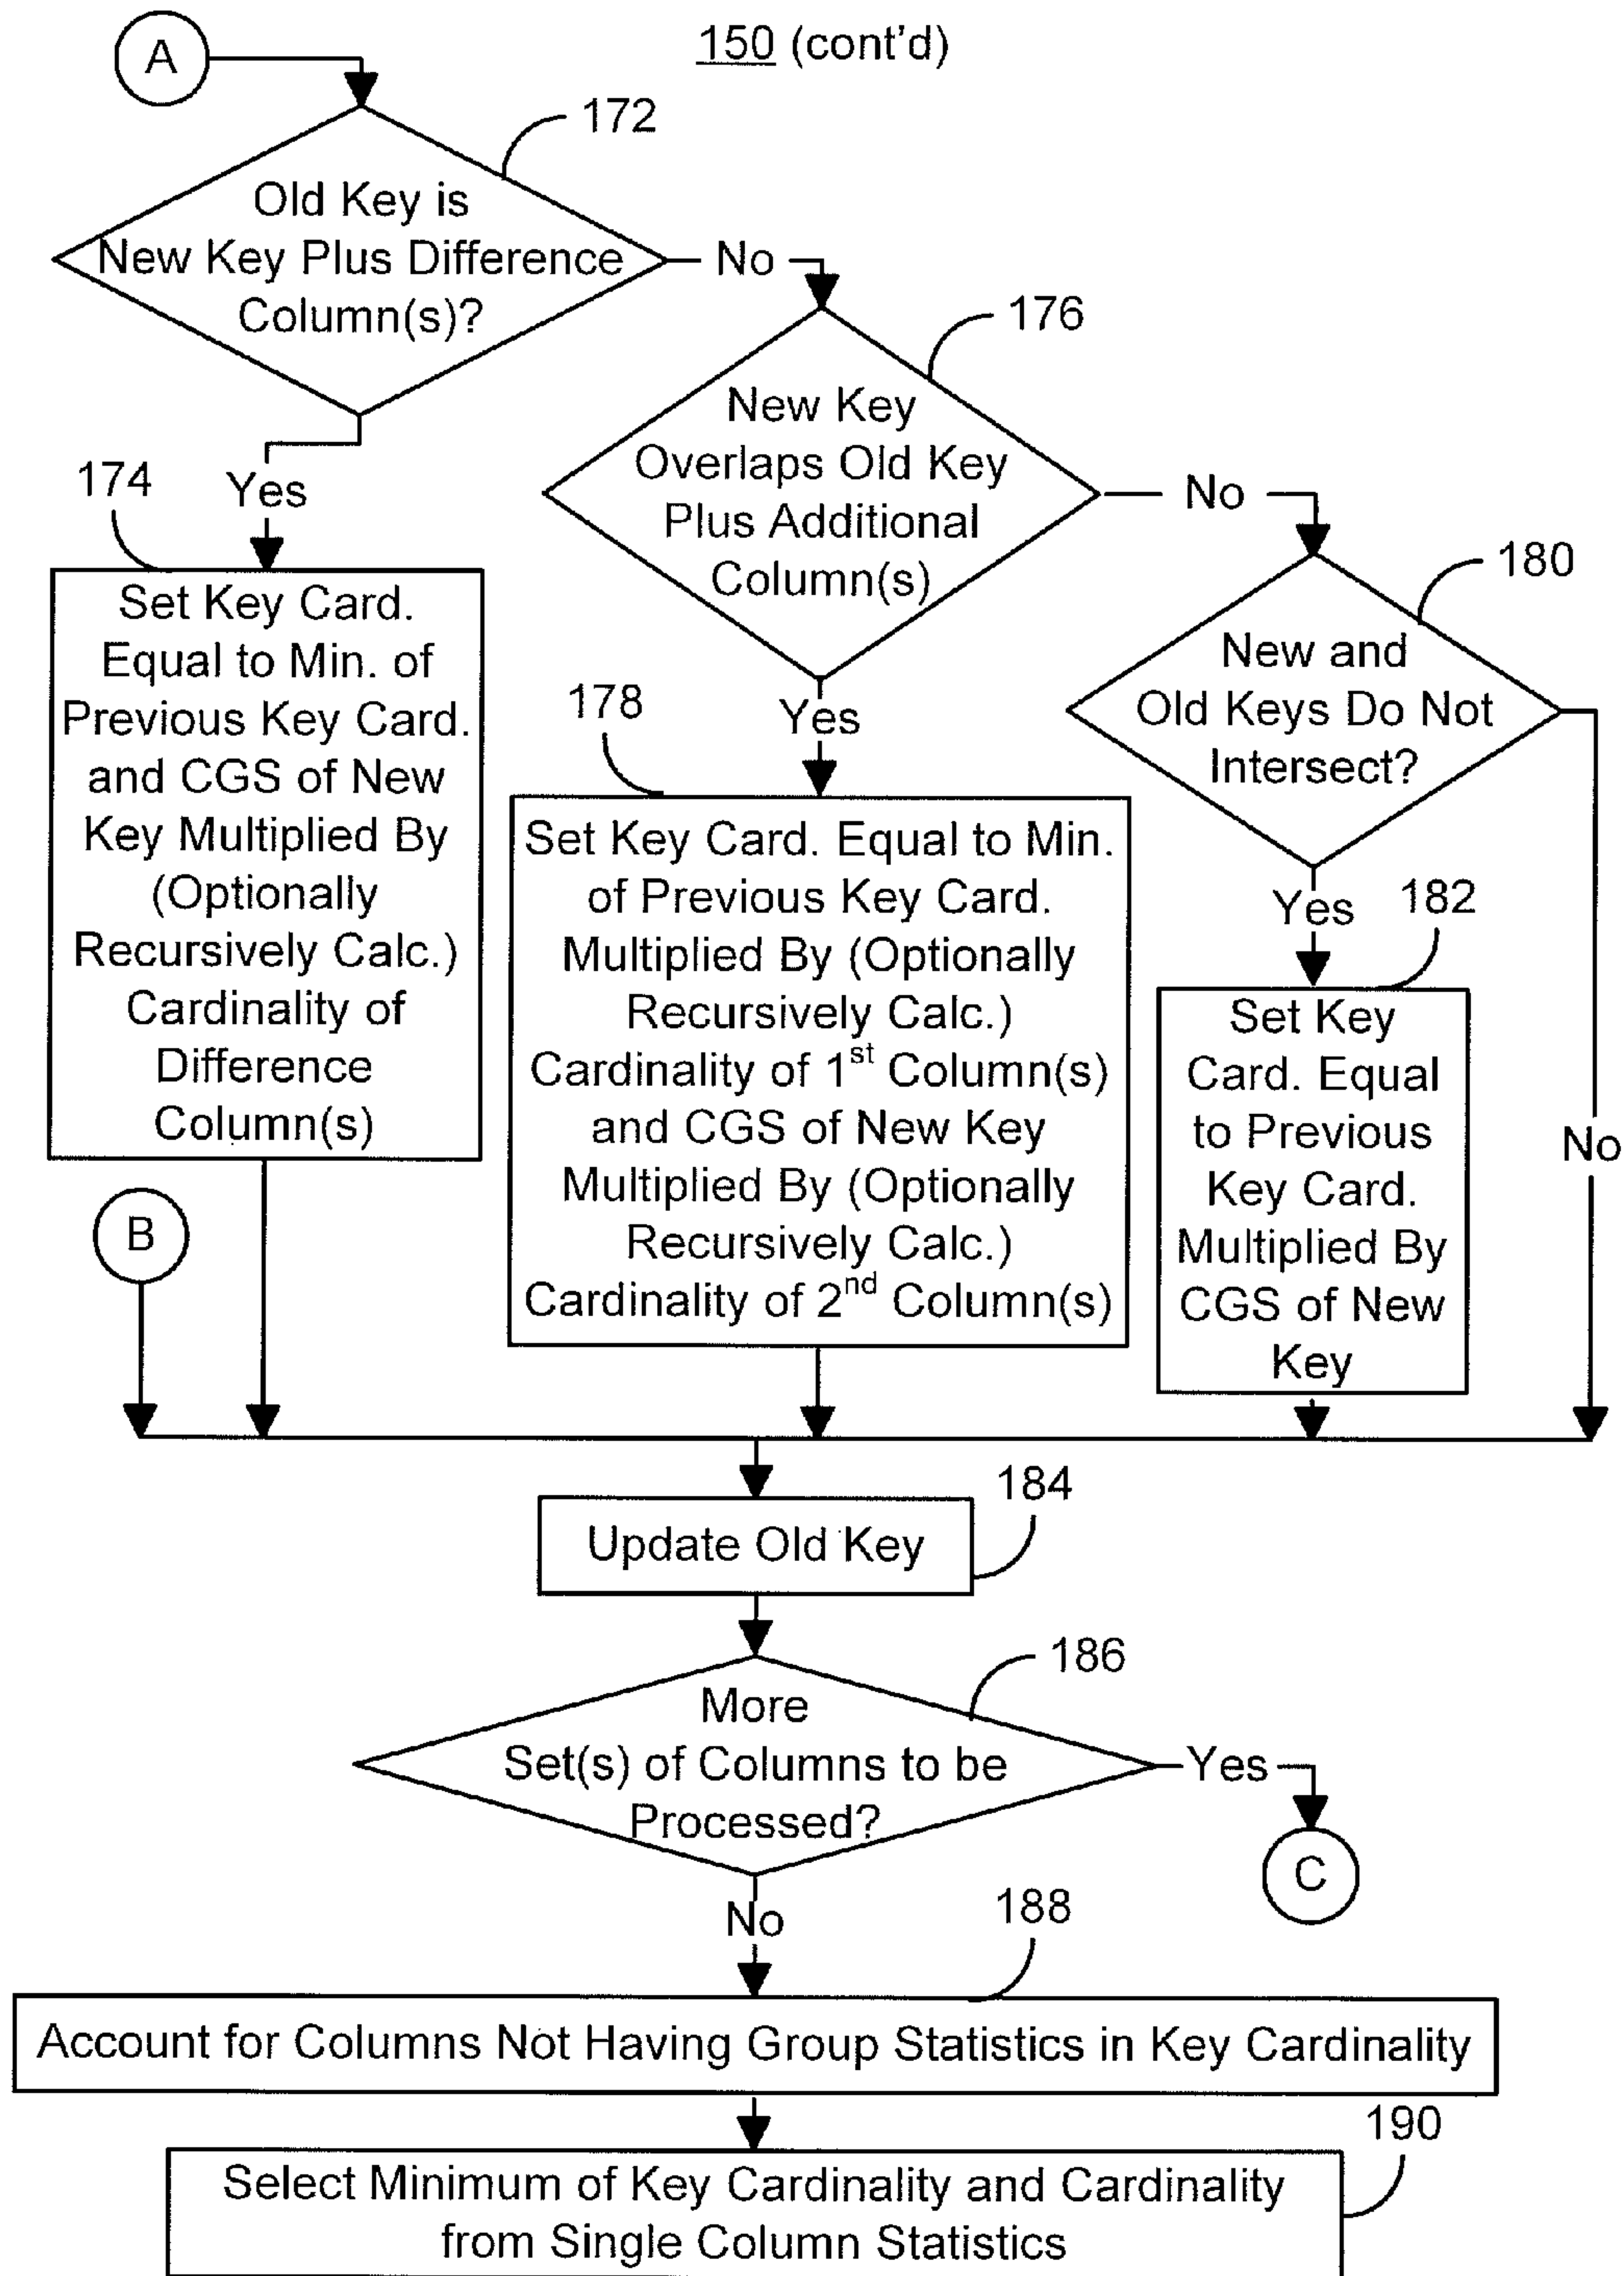 150 (cont'd)
A
172
Old Key is
New Key Plus Difference
Column(s)?
No
176
New Key
Overlaps Old Key
Plus Additional
Column(s)
No
180
New and
Old Keys Do Not
Intersect?
No
174
Yes
Set Key Card.
Equal to Min. of
Previous Key Card.
and CGS of New
Key Multiplied By
(Optionally
Recursively Calc.)
Cardinality of
Difference
Column(s)
178
Yes
Set Key Card. Equal to Min.
of Previous Key Card.
Multiplied By (Optionally
Recursively Calc.)
Cardinality of 1st Column(s)
and CGS of New Key
Multiplied By (Optionally
Recursively Calc.)
Cardinality of 2nd Column(s)
Yes
182
Set Key
Card. Equal
to Previous
Key Card.
Multiplied By
CGS of New
Key
B
184
Update Old Key
186
More
Set(s) of Columns to be
Processed?
Yes
C
No
188
Account for Columns Not Having Group Statistics in Key Cardinality
190
Select Minimum of Key Cardinality and Cardinality
from Single Column Statistics